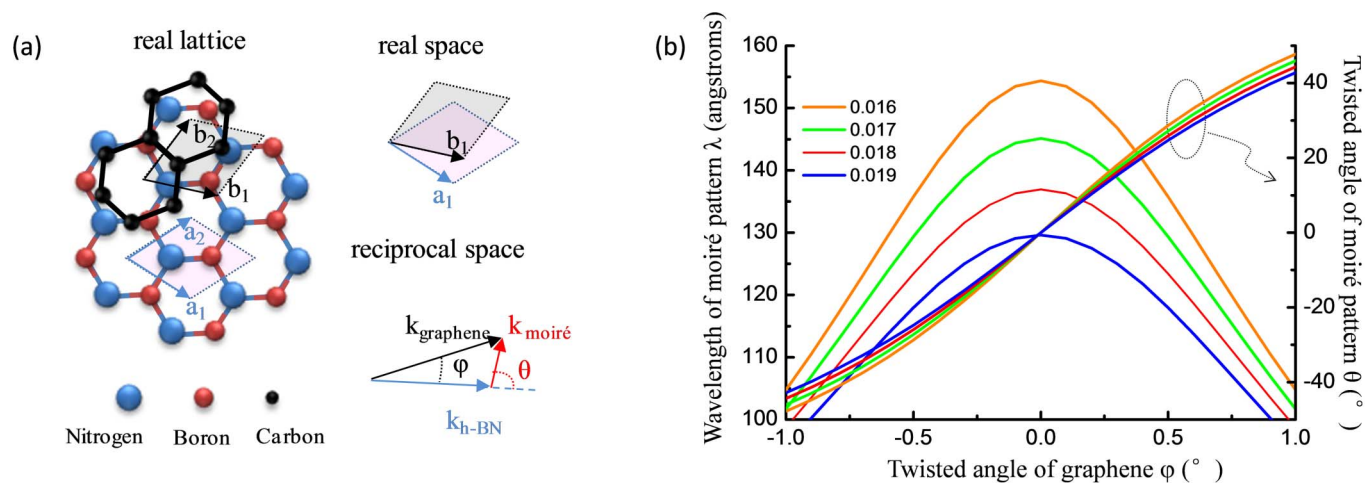 (a)
real lattice
b2
b1
a2
a1
Nitrogen Boron Carbon
real space
b1
a1
reciprocal space
kgraphene
kmoiré
φ
θ
kh-BN
(b)
Wavelength of moiré pattern λ (angstroms)
160
150
140
130
120
110
100
0.016
0.017
0.018
0.019
-1.0 -0.5 0.0 0.5 1.0
Twisted angle of graphene φ (°)
40
20
0
-20
-40
Twisted angle of moiré pattern θ (°)